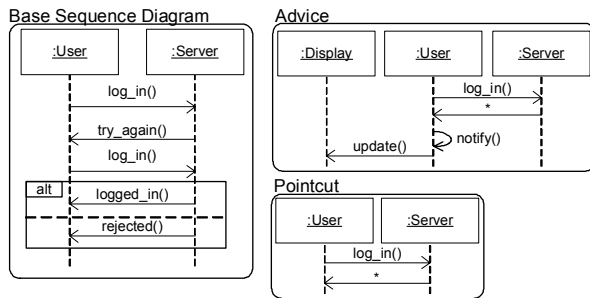 Base Sequence Diagram
:User
:Server
log_in()
try_again()
log_in()
alt
logged_in()
rejected()
Advice
:Display
:User
:Server
log_in()
*
notify()
update()
Pointcut
:User
:Server
log_in()
*